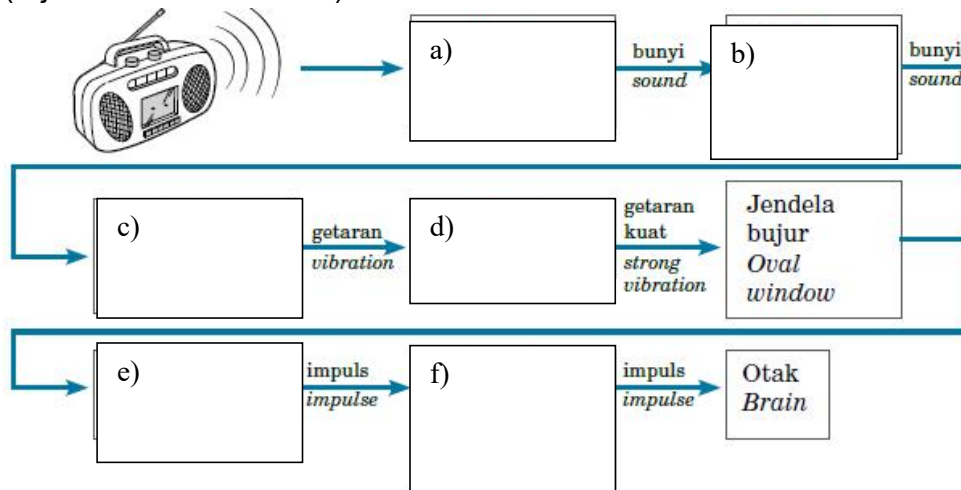 a)
bunyi
sound
b)
bunyi
sound
c)
getaran
vibration
d)
getaran
kuat
strong
vibration
Jendela
bujur
Oval
window
e)
impuls
impulse
f)
impuls
impulse
Otak
Brain